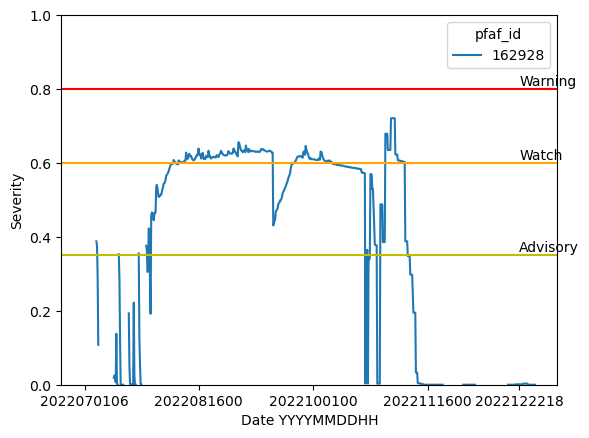 1.0
0.8
0.6
0.4
0.2
0.0
Severity
pfaf_id
162928
Warning
Watch
Advisory
2022070106
2022081600
2022100100
2022111600
2022122218
Date YYYYMMDDHH